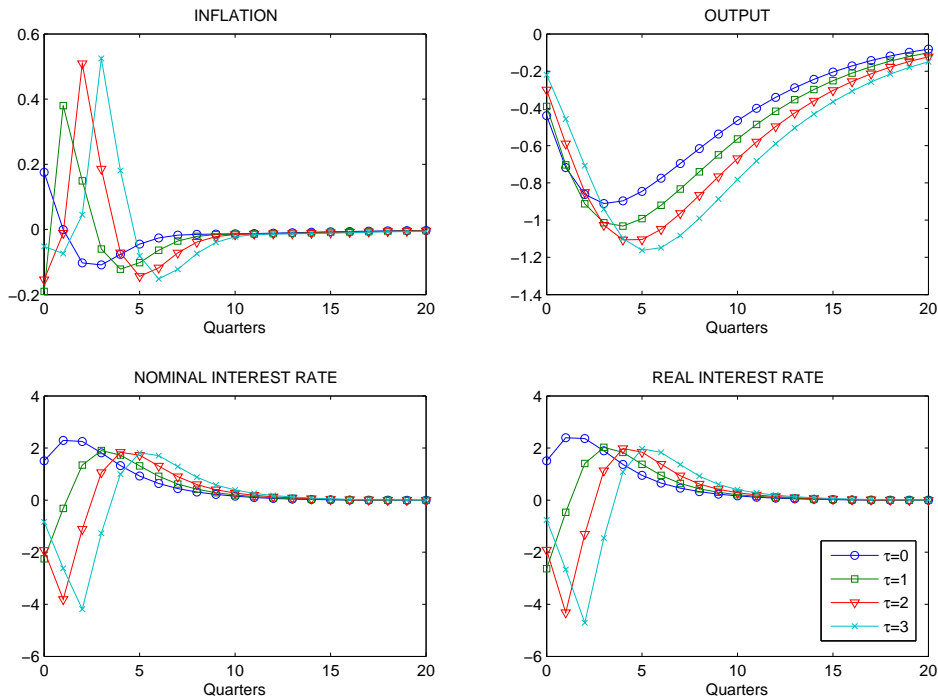 INFLATION
0.6
0.4
0.2
0
−0.2
0 5 10 15 20
Quarters
OUTPUT
0
−0.2
−0.4
−0.6
−0.8
−1.0
−1.2
−1.4
0 5 10 15 20
Quarters
NOMINAL INTEREST RATE
4
2
0
−2
−4
−6
0 5 10 15 20
Quarters
REAL INTEREST RATE
4
2
0
−2
−4
−6
0 5 10 15 20
Quarters
τ=0
τ=1
τ=2
τ=3